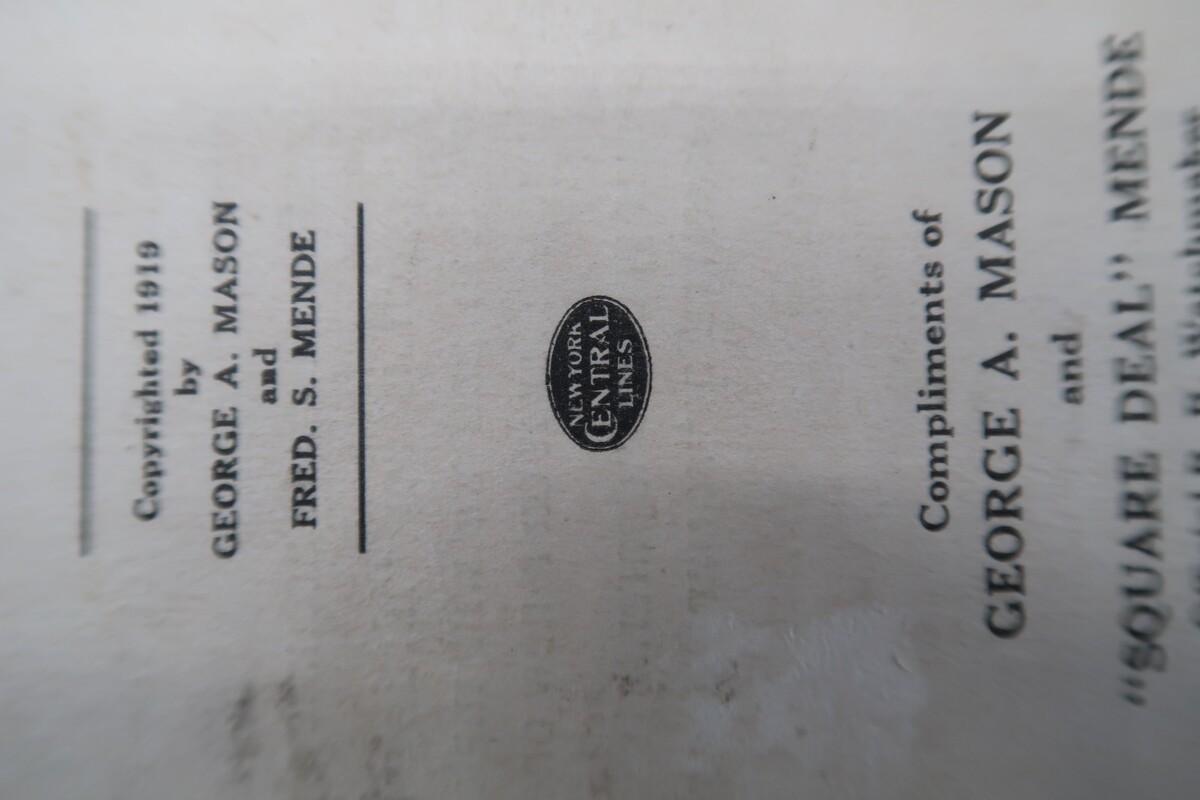 Copyrighted 1919
by
GEORGE A. MASON
and
FRED. S. MENDE
NEW YORK
CENTRAL
LINES
Compliments of
GEORGE A. MASON
and
"SQUARE DEAL" MENDE